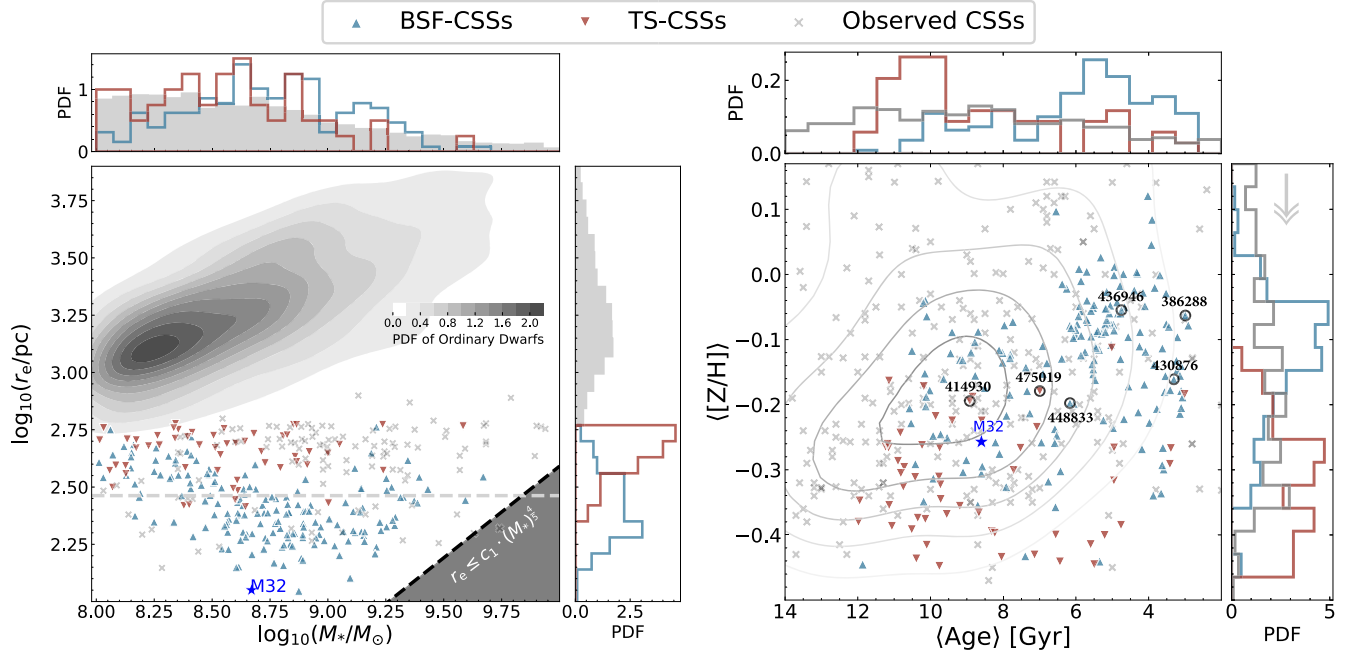 BSF-CSSs TS-CSSs Observed CSSs
PDF
1
0
log₁₀(rₑ/pc)
3.75
3.50
3.25
3.00
2.75
2.50
2.25
0.0 0.4 0.8 1.2 1.6 2.0
PDF of Ordinary Dwarfs
M32
rₑ ≤ c₁ · (M*)^⅘
8.00 8.25 8.50 8.75 9.00 9.25 9.50 9.75
log₁₀(M*/M⊙)
0 2.5
PDF
PDF
0.2
0.0
⟨[Z/H]⟩
0.1
0.0
−0.1
−0.2
−0.3
−0.4
436946
386288
430876
414930
475019
448833
M32
14 12 10 8 6 4
⟨Age⟩ [Gyr]
0 5
PDF